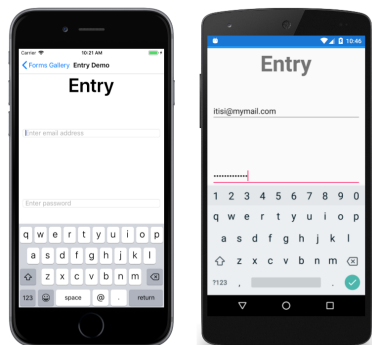 Carrier 10:21 AM
Forms Gallery Entry Demo
Entry
Enter email address
Enter password
q w e r t y u i o p
a s d f g h j k l
z x c v b n m
123 space @ . return
10:46
Entry
itisi@mymail.com
•••••••••••••
1 2 3 4 5 6 7 8 9 0
q w e r t y u i o p
a s d f g h j k l
z x c v b n m
?123 , .